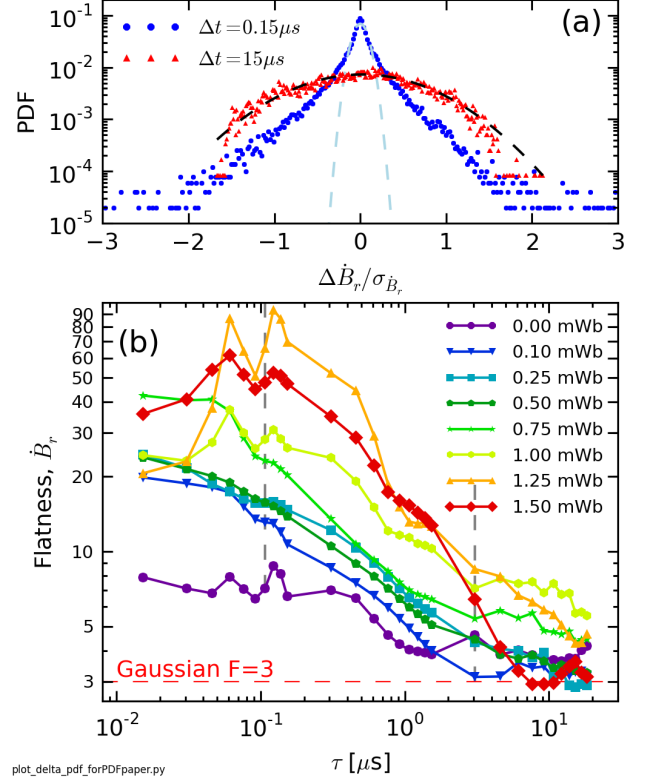 10⁻¹
10⁻²
10⁻³
10⁻⁴
10⁻⁵
PDF
Δt = 0.15μs
Δt = 15μs
(a)
−3 −2 −1 0 1 2 3
ΔḂ_r/σ_Ḃ_r
90
80
70
60
50
40
30
20
10
5
3
Flatness, Ḃ_r
(b)
0.00 mWb
0.10 mWb
0.25 mWb
0.50 mWb
0.75 mWb
1.00 mWb
1.25 mWb
1.50 mWb
Gaussian F=3
10⁻² 10⁻¹ 10⁰ 10¹
τ [μs]
plot_delta_pdf_forPDFpaper.py